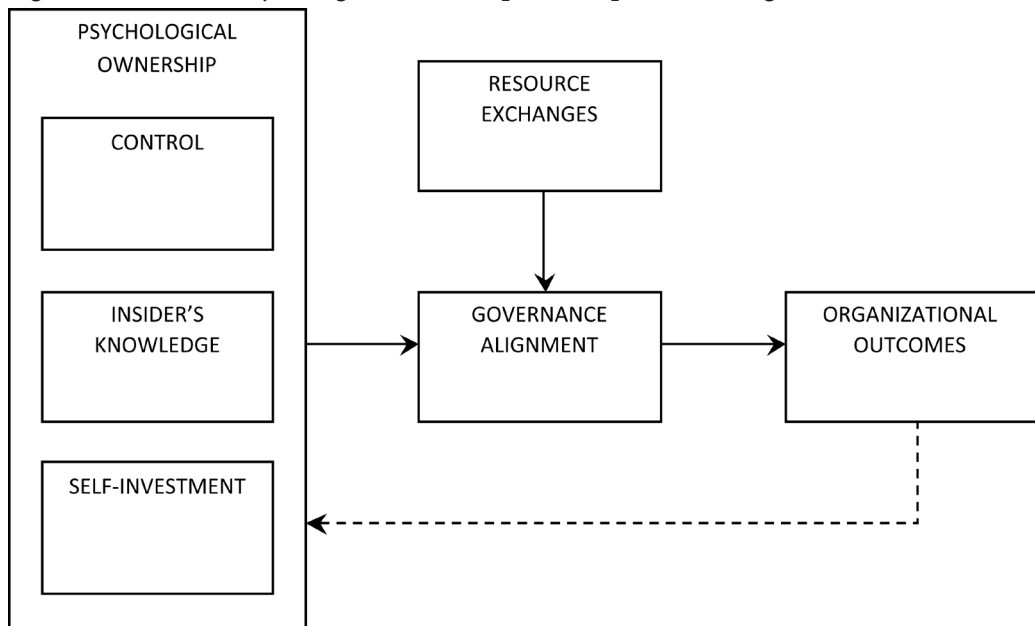 PSYCHOLOGICAL
OWNERSHIP
CONTROL
INSIDER'S
KNOWLEDGE
SELF-INVESTMENT
RESOURCE
EXCHANGES
GOVERNANCE
ALIGNMENT
ORGANIZATIONAL
OUTCOMES